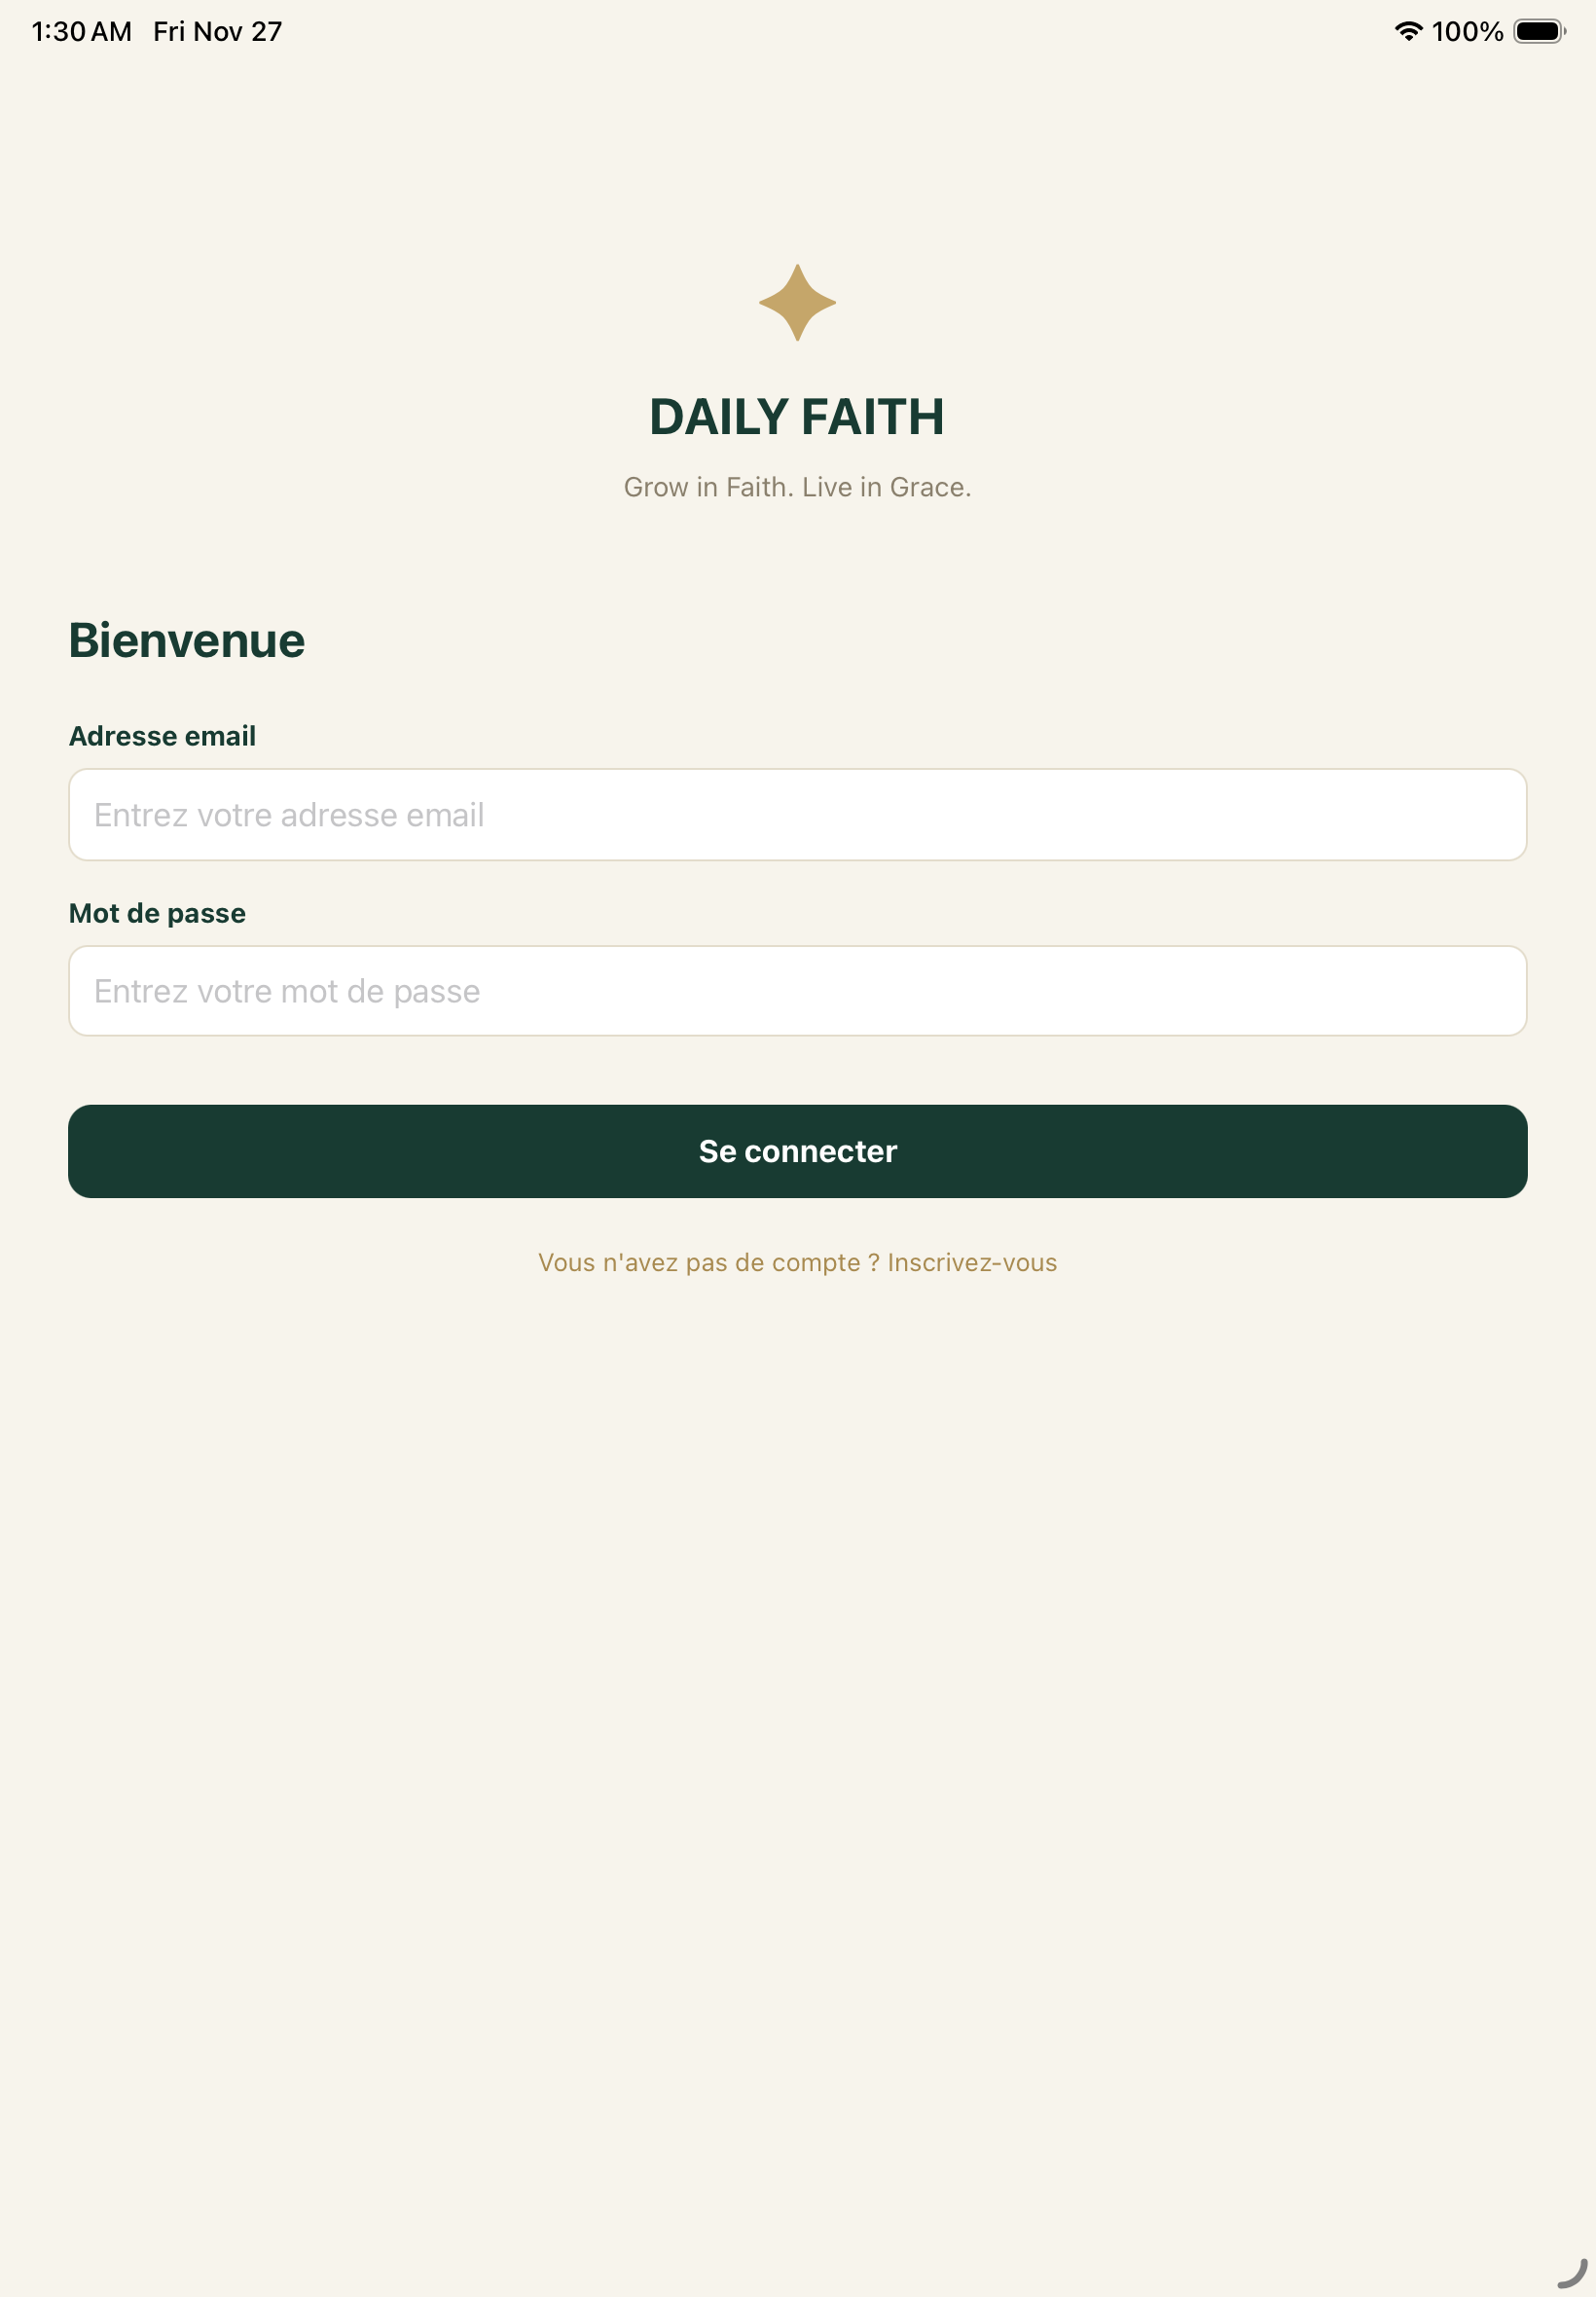 1:30 AM Fri Nov 27 100%
DAILY FAITH
Grow in Faith. Live in Grace.
Bienvenue
Adresse email
Entrez votre adresse email
Mot de passe
Entrez votre mot de passe
Se connecter
Vous n'avez pas de compte ? Inscrivez-vous